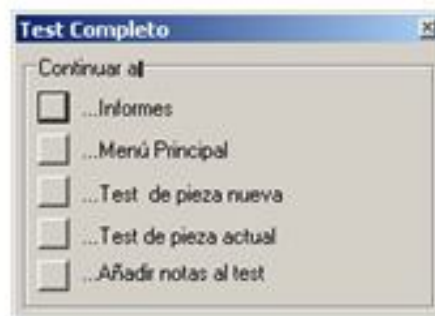 Test Completo
Continuar al
...Informes
...Menú Principal
...Test de pieza nueva
...Test de pieza actual
...Añadir notas al test